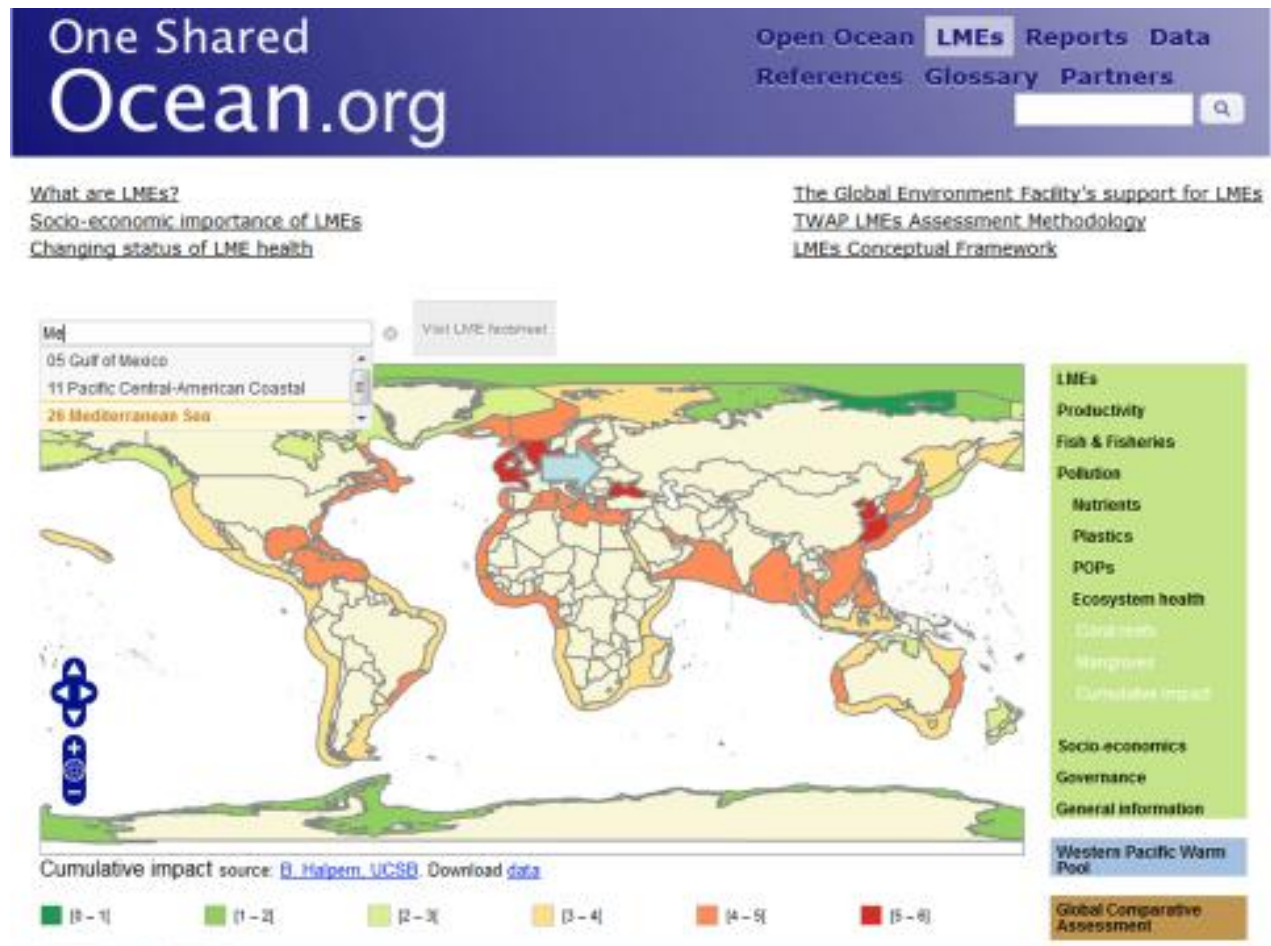 One Shared
Ocean.org
Open Ocean LMEs Reports Data
References Glossary Partners
What are LMEs?
Socio-economic importance of LMEs
Changing status of LME health
The Global Environment Facility's support for LMEs
TWAP LMEs Assessment Methodology
LMEs Conceptual Framework
Me
Visit LME factsheet
05 Gulf of Mexico
11 Pacific Central-American Coastal
26 Mediterranean Sea
LMEs
Productivity
Fish & Fisheries
Pollution
Nutrients
Plastics
POPs
Ecosystem health
Coral reefs
Mangroves
Cumulative impact
Socio-economics
Governance
General information
Western Pacific Warm
Pool
Global Comparative
Assessment
Cumulative impact source: B. Halpern, UCSB. Download data
[0 – 1[
[1 – 2[
[2 – 3[
[3 – 4[
[4 – 5[
[5 – 6[